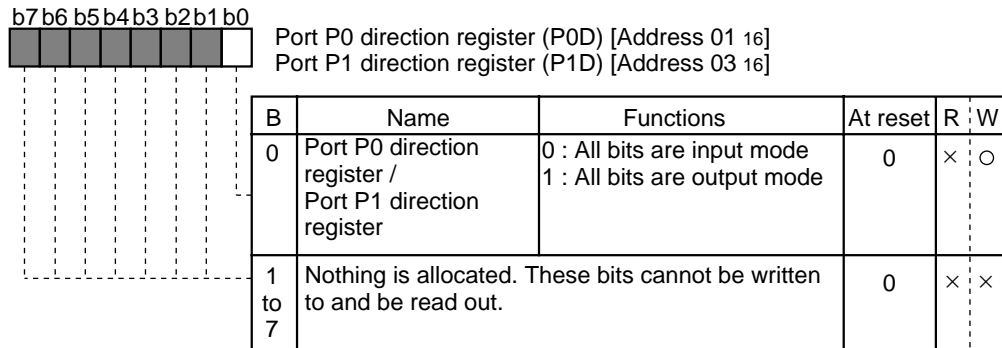 b7 b6 b5 b4 b3 b2 b1 b0
Port P0 direction register (P0D) [Address 01 16]
Port P1 direction register (P1D) [Address 03 16]
B Name Functions At reset R W
0 Port P0 direction 0 : All bits are input mode 0 × ○
register / 1 : All bits are output mode
Port P1 direction
register
1 Nothing is allocated. These bits cannot be written 0 × ×
to to and be read out.
7